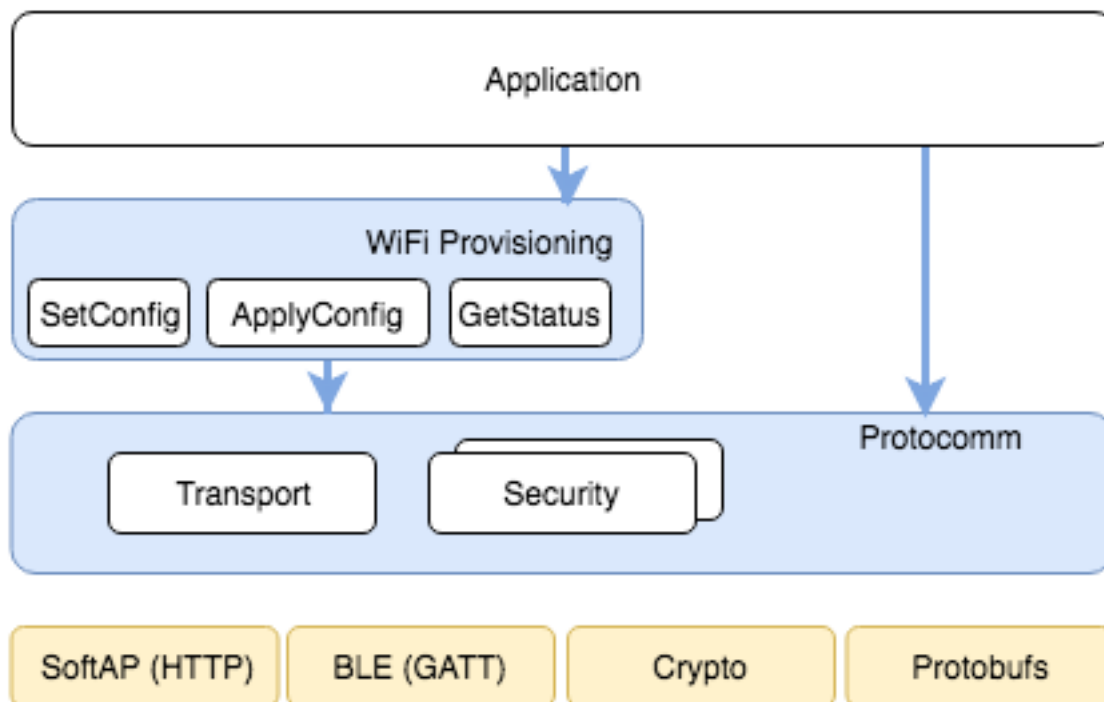 Application
WiFi Provisioning
SetConfig
ApplyConfig
GetStatus
Protocomm
Transport
Security
SoftAP (HTTP)
BLE (GATT)
Crypto
Protobufs